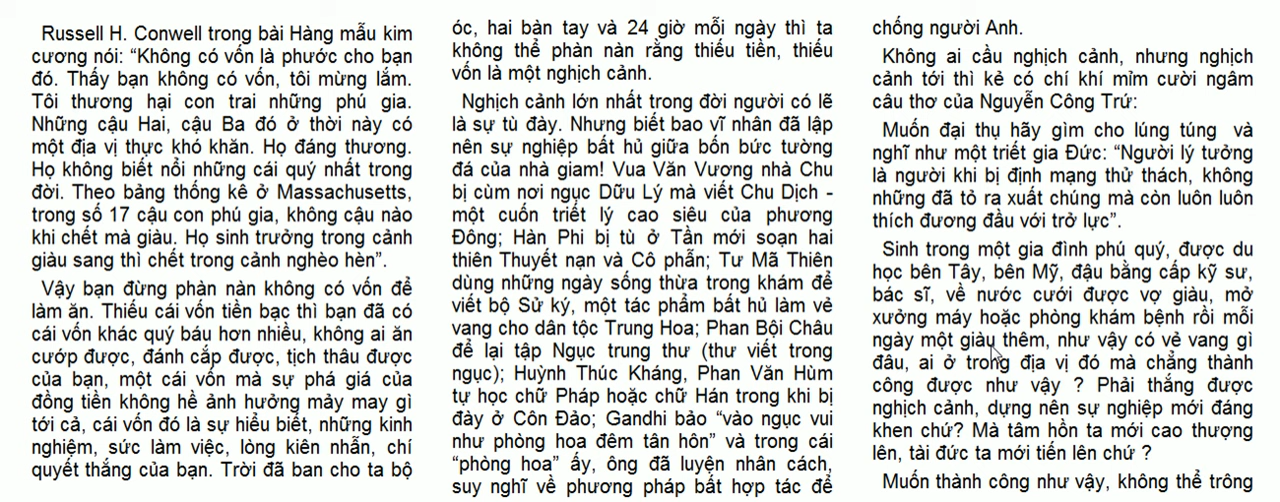 Russell H. Conwell trong bài Hàng mẫu kim
cương nói: “Không có vốn là phước cho bạn
đó. Thấy bạn không có vốn, tôi mừng lắm.
Tôi thương hại con trai những phú gia.
Những cậu Hai, cậu Ba đó ở thời này có
một địa vị thực khó khăn. Họ đáng thương.
Họ không biết nổi những cái quý nhất trong
đời. Theo bảng thống kê ở Massachusetts,
trong số 17 cậu con phú gia, không cậu nào
khi chết mà giàu. Họ sinh trưởng trong cảnh
giàu sang thì chết trong cảnh nghèo hèn”.
Vậy bạn đừng phàn nàn không có vốn để
làm ăn. Thiếu cái vốn tiền bạc thì bạn đã có
cái vốn khác quý báu hơn nhiều, không ai ăn
cướp được, đánh cắp được, tịch thâu được
của bạn, một cái vốn mà sự phá giá của
đồng tiền không hề ảnh hưởng mảy may gì
tới cả, cái vốn đó là sự hiểu biết, những kinh
nghiệm, sức làm việc, lòng kiên nhẫn, chí
quyết thắng của bạn. Trời đã ban cho ta bộ
óc, hai bàn tay và 24 giờ mỗi ngày thì ta
không thể phàn nàn rằng thiếu tiền, thiếu
vốn là một nghịch cảnh.
Nghịch cảnh lớn nhất trong đời người có lẽ
là sự tù đày. Nhưng biết bao vĩ nhân đã lập
nên sự nghiệp bất hủ giữa bốn bức tường
đá của nhà giam! Vua Văn Vương nhà Chu
bị cùm nơi ngục Dữu Lý mà viết Chu Dịch -
một cuốn triết lý cao siêu của phương
Đông; Hàn Phi bị tù ở Tần mới soạn hai
thiên Thuyết nạn và Cô phẫn; Tư Mã Thiên
dùng những ngày sống thừa trong khám để
viết bộ Sử ký, một tác phẩm bất hủ làm vẻ
vang cho dân tộc Trung Hoa; Phan Bội Châu
để lại tập Ngục trung thư (thư viết trong
ngục); Huỳnh Thúc Kháng, Phan Văn Hùm
tự học chữ Pháp hoặc chữ Hán trong khi bị
đày ở Côn Đảo; Gandhi bảo “vào ngục vui
như phòng hoa đêm tân hôn” và trong cái
“phòng hoa” ấy, ông đã luyện nhân cách,
suy nghĩ về phương pháp bất hợp tác để
chống người Anh.
Không ai cầu nghịch cảnh, nhưng nghịch
cảnh tới thì kẻ có chí khí mỉm cười ngâm
câu thơ của Nguyễn Công Trứ:
Muốn đại thụ hãy gìm cho lúng túng và
nghĩ như một triết gia Đức: “Người lý tưởng
là người khi bị định mạng thử thách, không
những đã tỏ ra xuất chúng mà còn luôn luôn
thích đương đầu với trở lực”.
Sinh trong một gia đình phú quý, được du
học bên Tây, bên Mỹ, đậu bằng cấp kỹ sư,
bác sĩ, về nước cưới được vợ giàu, mở
xưởng máy hoặc phòng khám bệnh rồi mỗi
ngày một giàu thêm, như vậy có vẻ vang gì
đâu, ai ở trong địa vị đó mà chẳng thành
công được như vậy ? Phải thắng được
nghịch cảnh, dựng nên sự nghiệp mới đáng
khen chứ? Mà tâm hồn ta mới cao thượng
lên, tài đức ta mới tiến lên chứ ?
Muốn thành công như vậy, không thể trông